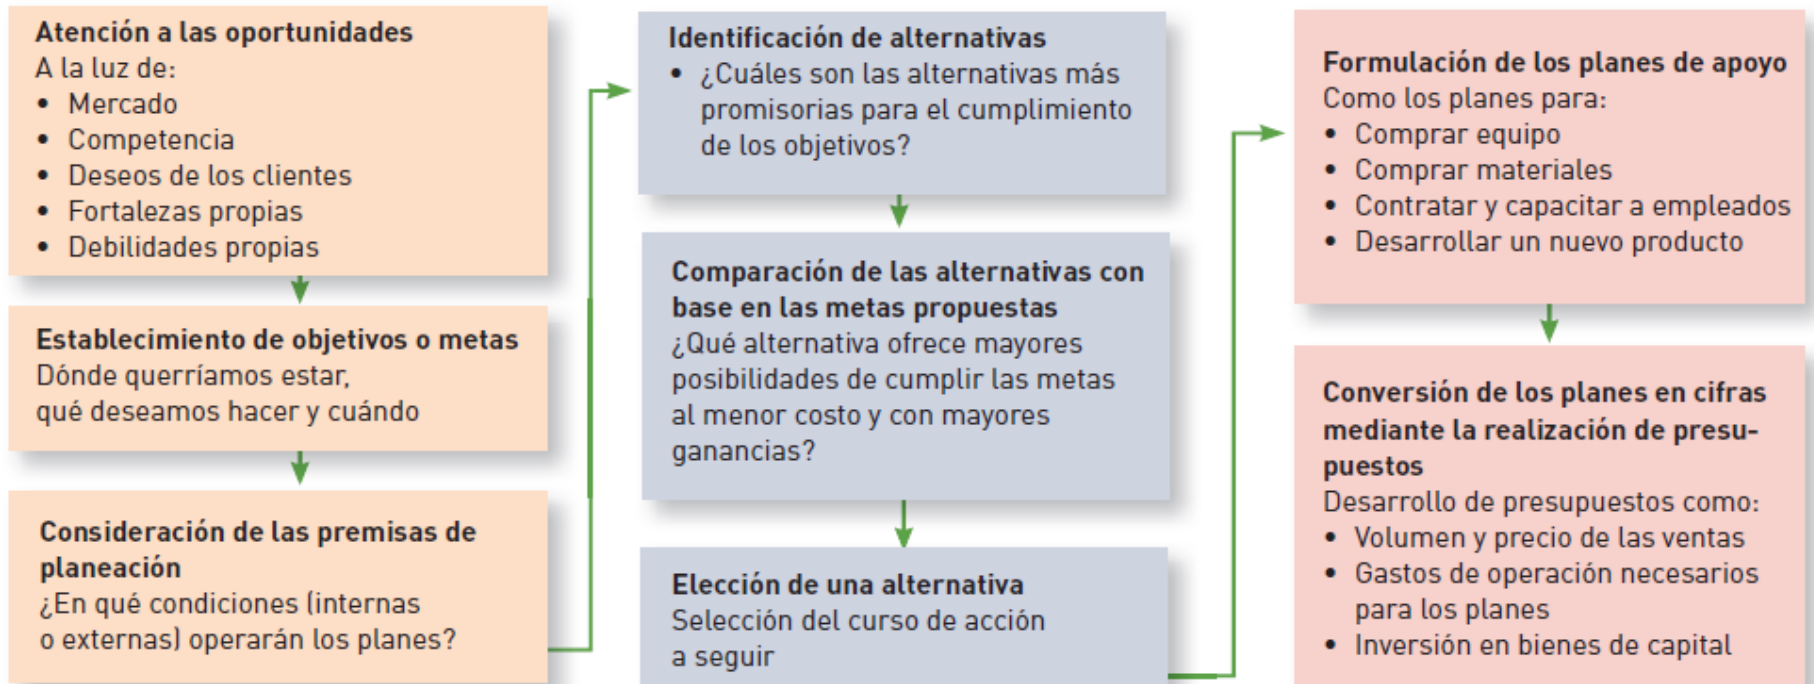 Atención a las oportunidades
A la luz de:
• Mercado
• Competencia
• Deseos de los clientes
• Fortalezas propias
• Debilidades propias
Establecimiento de objetivos o metas
Dónde querríamos estar,
qué deseamos hacer y cuándo
Consideración de las premisas de
planeación
¿En qué condiciones (internas
o externas) operarán los planes?
Identificación de alternativas
• ¿Cuáles son las alternativas más
promisorias para el cumplimiento
de los objetivos?
Comparación de las alternativas con
base en las metas propuestas
¿Qué alternativa ofrece mayores
posibilidades de cumplir las metas
al menor costo y con mayores
ganancias?
Elección de una alternativa
Selección del curso de acción
a seguir
Formulación de los planes de apoyo
Como los planes para:
• Comprar equipo
• Comprar materiales
• Contratar y capacitar a empleados
• Desarrollar un nuevo producto
Conversión de los planes en cifras
mediante la realización de presu-
puestos
Desarrollo de presupuestos como:
• Volumen y precio de las ventas
• Gastos de operación necesarios
para los planes
• Inversión en bienes de capital